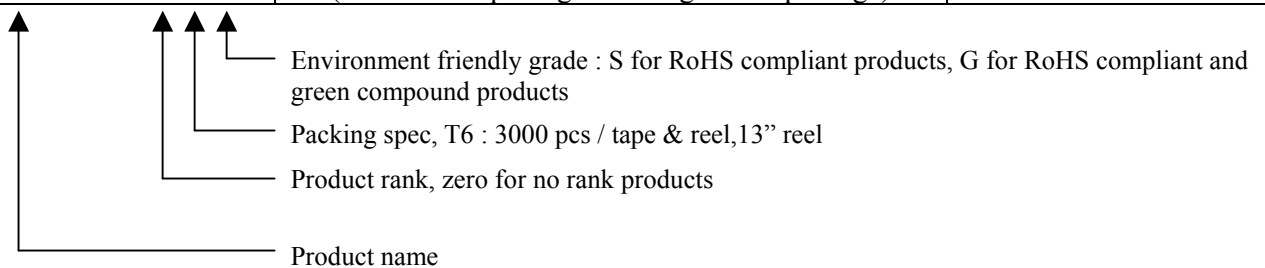 Environment friendly grade : S for RoHS compliant products, G for RoHS compliant and
green compound products
Packing spec, T6 : 3000 pcs / tape & reel,13” reel
Product rank, zero for no rank products
Product name